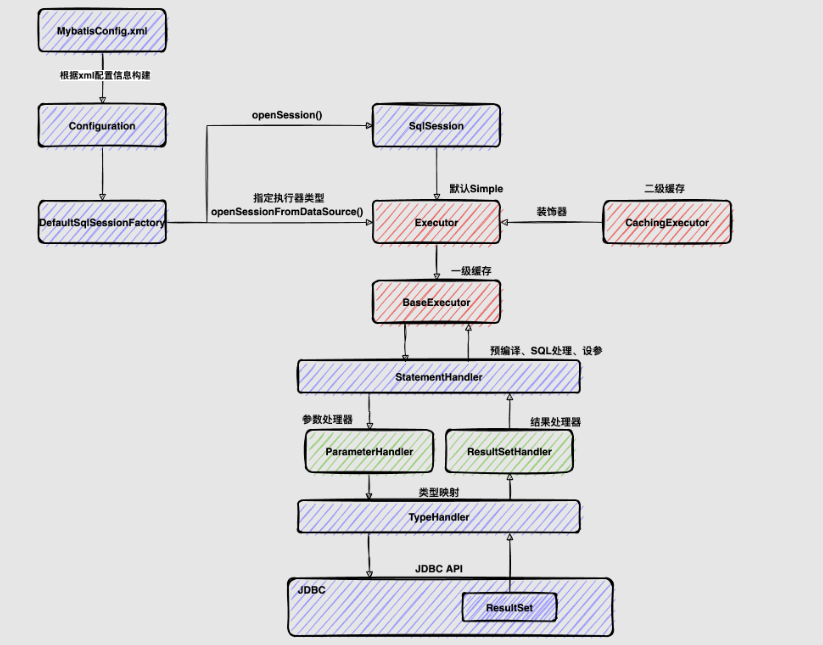 MybatisConfig.xml
根据xml配置信息构建
Configuration
openSession()
SqlSession
DefaultSqlSessionFactory
指定执行器类型
openSessionFromDataSource()
默认Simple
Executor
装饰器
二级缓存
CachingExecutor
一级缓存
BaseExecutor
预编译、SQL处理、设参
StatementHandler
参数处理器
结果处理器
ParameterHandler
ResultSetHandler
类型映射
TypeHandler
JDBC API
JDBC
ResultSet